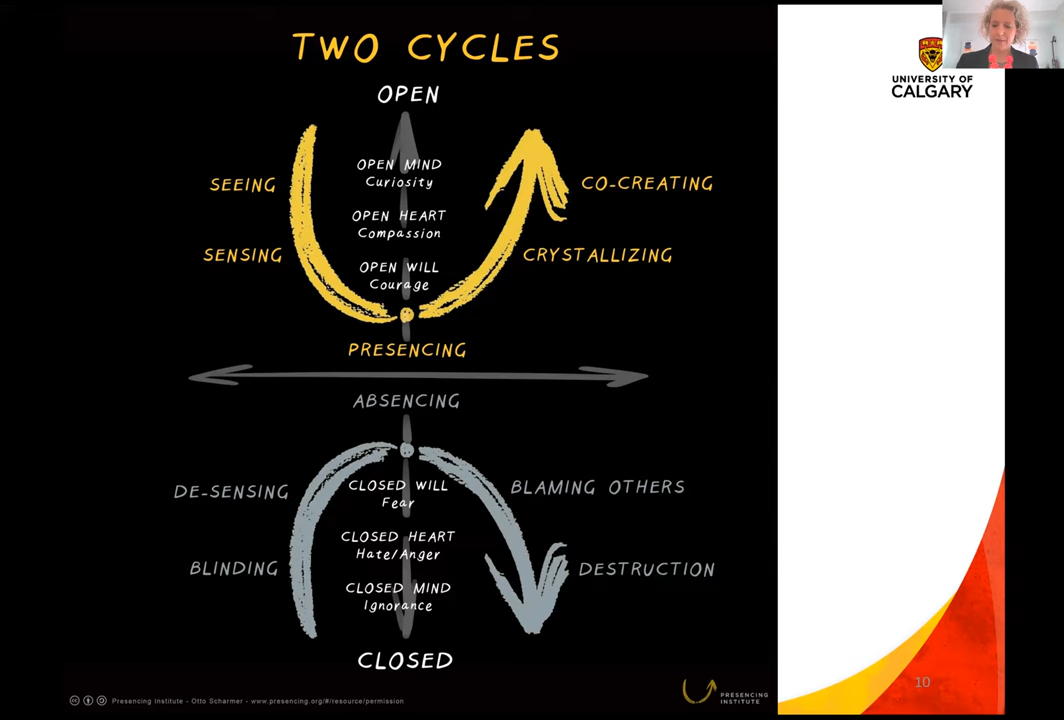 TWO CYCLES
OPEN
OPEN MIND
Curiosity
OPEN HEART
Compassion
OPEN WILL
Courage
SEEING
SENSING
CO-CREATING
CRYSTALLIZING
PRESENCING
ABSENCING
DE-SENSING
BLINDING
CLOSED WILL
Fear
CLOSED HEART
Hate/Anger
CLOSED MIND
Ignorance
BLAMING OTHERS
DESTRUCTION
CLOSED
Presencing Institute - Otto Scharmer - www.presencing.org/#/resource/permission
PRESENCING
INSTITUTE
UNIVERSITY OF
CALGARY
10